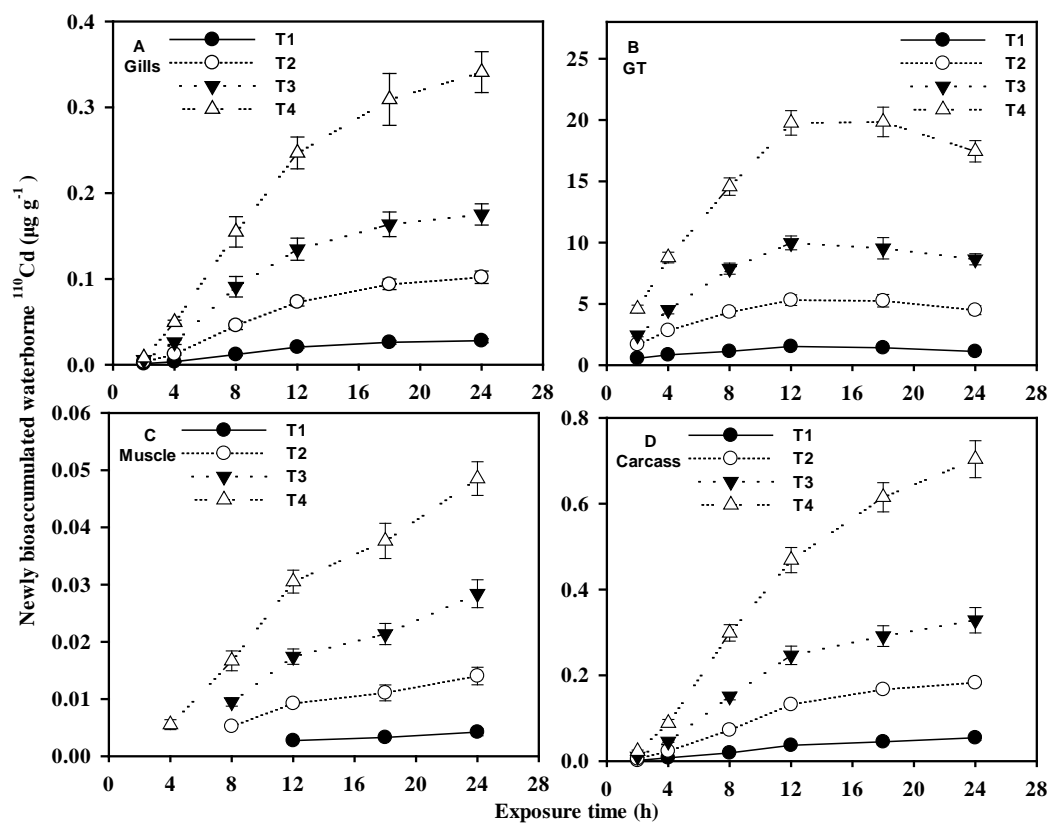 Newly bioaccumulated waterborne ¹¹⁰Cd (µg g⁻¹)
0.4
0.3
0.2
0.1
0.0
A
Gills
T1
T2
T3
T4
0 4 8 12 16 20 24 28
25
20
15
10
5
0
B
GT
T1
T2
T3
T4
0 4 8 12 16 20 24 28
0.06
0.05
0.04
0.03
0.02
0.01
0.00
C
Muscle
T1
T2
T3
T4
0 4 8 12 16 20 24 28
0.8
0.6
0.4
0.2
0.0
D
Carcass
T1
T2
T3
T4
0 4 8 12 16 20 24 28
Exposure time (h)